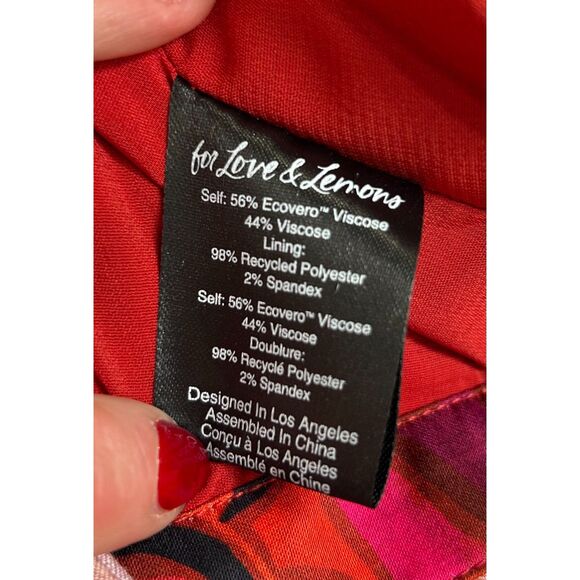 for Love & Lemons
Self: 56% Ecovero™ Viscose
44% Viscose
Lining:
98% Recycled Polyester
2% Spandex
Self: 56% Ecovero™ Viscose
44% Viscose
Doublure:
98% Recyclé Polyester
2% Spandex
Designed In Los Angeles
Assembled In China
Conçu à Los Angeles
Assemblé en Chine